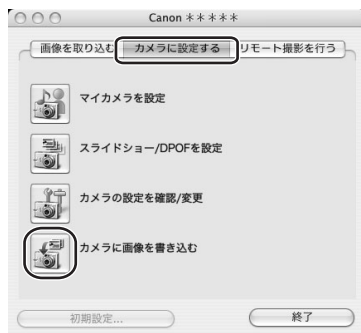 Canon ＊＊＊＊＊
画像を取り込む カメラに設定する リモート撮影を行う
マイカメラを設定
スライドショー/DPOFを設定
カメラの設定を確認/変更
カメラに画像を書き込む
初期設定... 終了